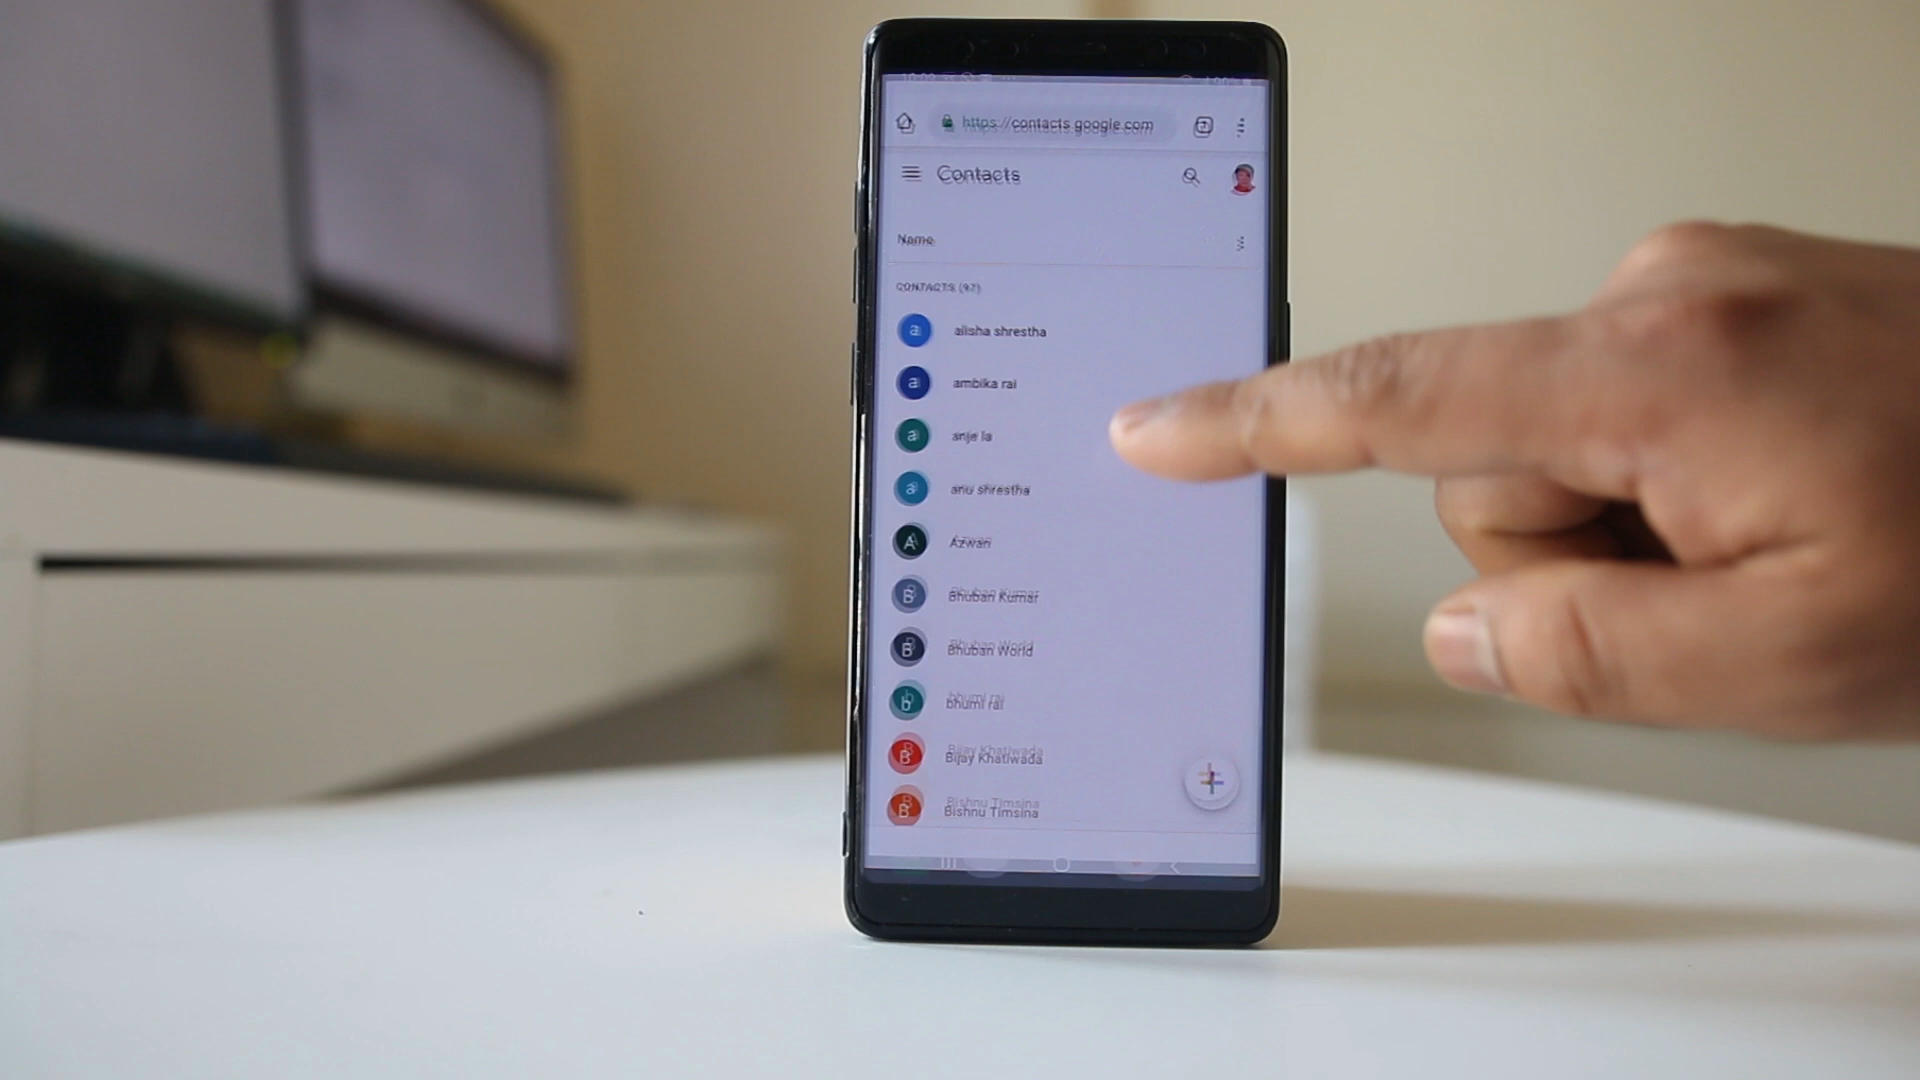 https://contacts.google.com
Contacts
Name
CONTACTS (97)
a alisha shrestha
a ambika rai
a anje la
a anu shrestha
A Azwan
B Bhuban Kumar
B Bhuban World
b bhumi rai
B Bijay Khatiwada
B Bishnu Timsina